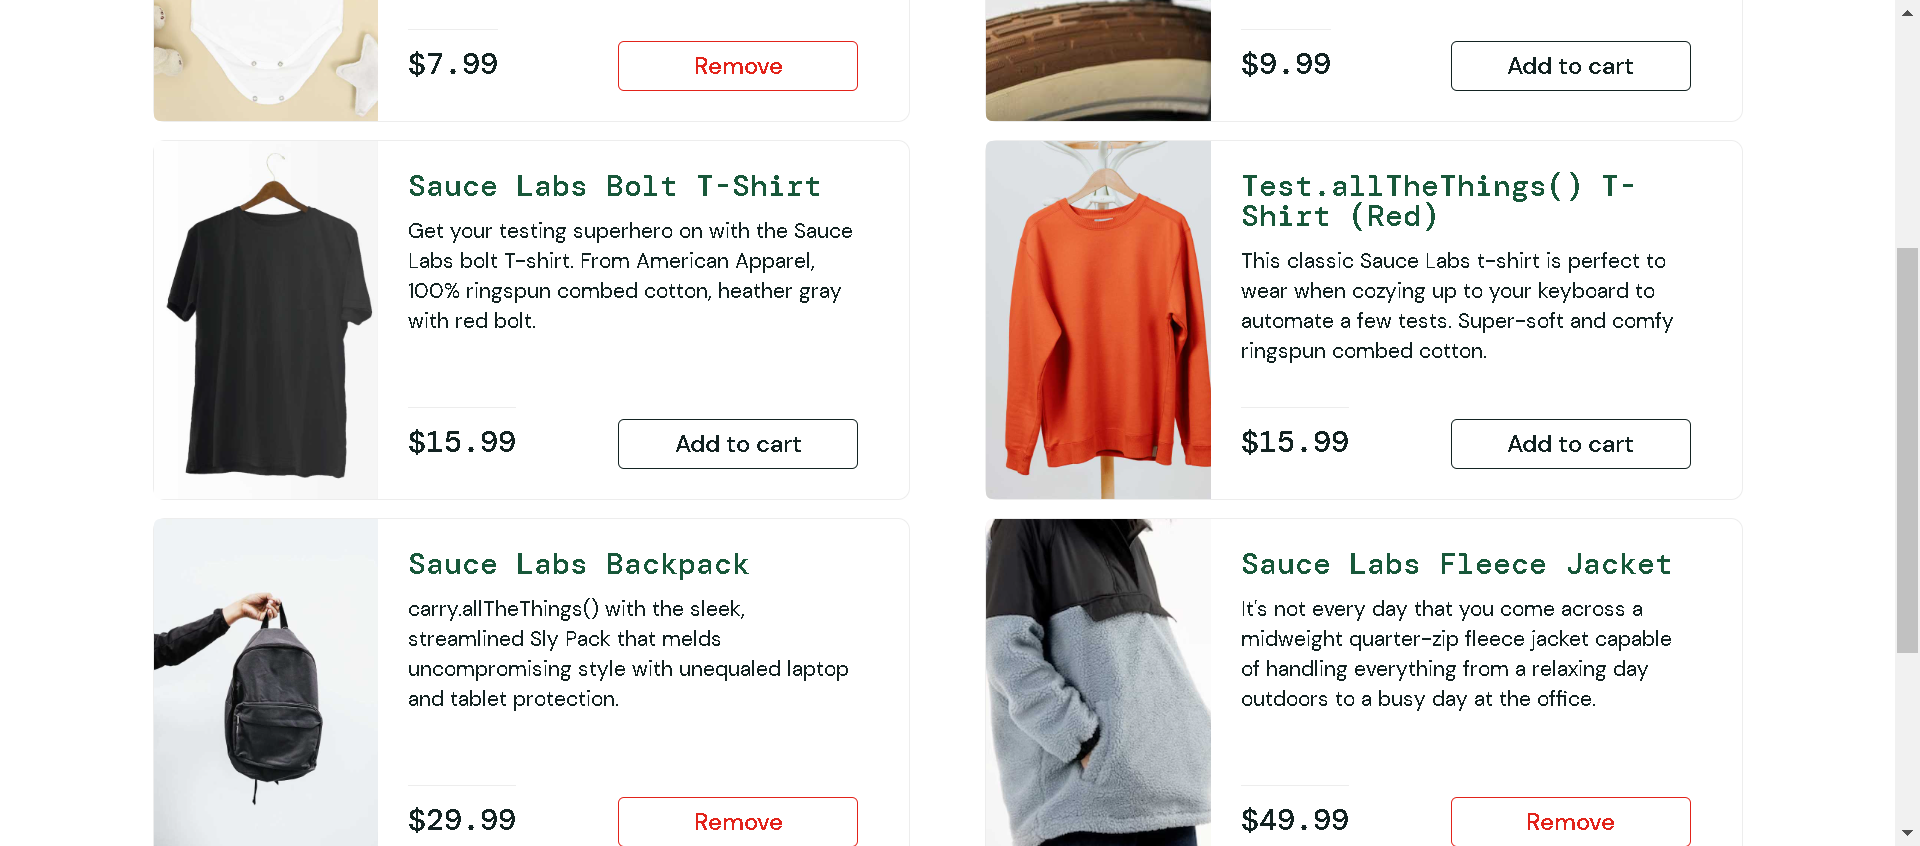 $7.99
Remove
$9.99
Add to cart
Sauce Labs Bolt T-Shirt
Get your testing superhero on with the Sauce
Labs bolt T-shirt. From American Apparel,
100% ringspun combed cotton, heather gray
with red bolt.
$15.99
Add to cart
Test.allTheThings() T-
Shirt (Red)
This classic Sauce Labs t-shirt is perfect to
wear when cozying up to your keyboard to
automate a few tests. Super-soft and comfy
ringspun combed cotton.
$15.99
Add to cart
Sauce Labs Backpack
carry.allTheThings() with the sleek,
streamlined Sly Pack that melds
uncompromising style with unequaled laptop
and tablet protection.
$29.99
Remove
Sauce Labs Fleece Jacket
It's not every day that you come across a
midweight quarter-zip fleece jacket capable
of handling everything from a relaxing day
outdoors to a busy day at the office.
$49.99
Remove